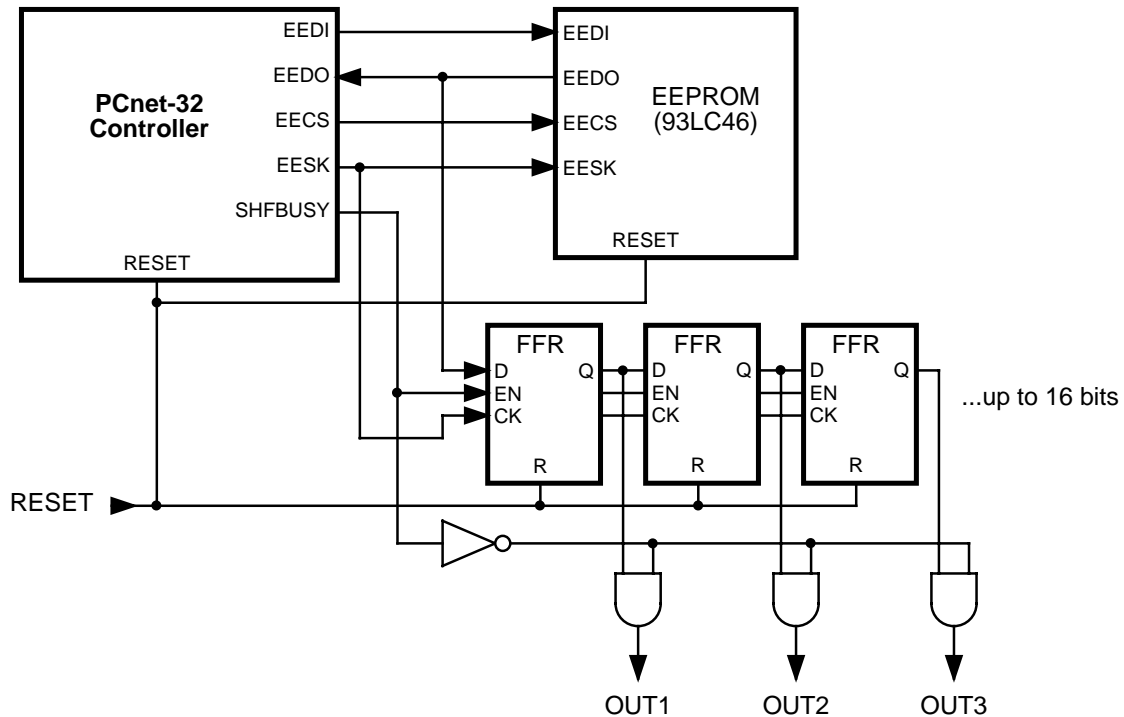 PCnet-32
Controller
EEDI
EEDO
EECS
EESK
SHFBUSY
RESET
EEDI
EEDO
EECS
EESK
EEPROM
(93LC46)
RESET
FFR
D
EN
CK
Q
R
FFR
D
EN
CK
Q
R
FFR
D
EN
CK
Q
R
...up to 16 bits
RESET
OUT1
OUT2
OUT3